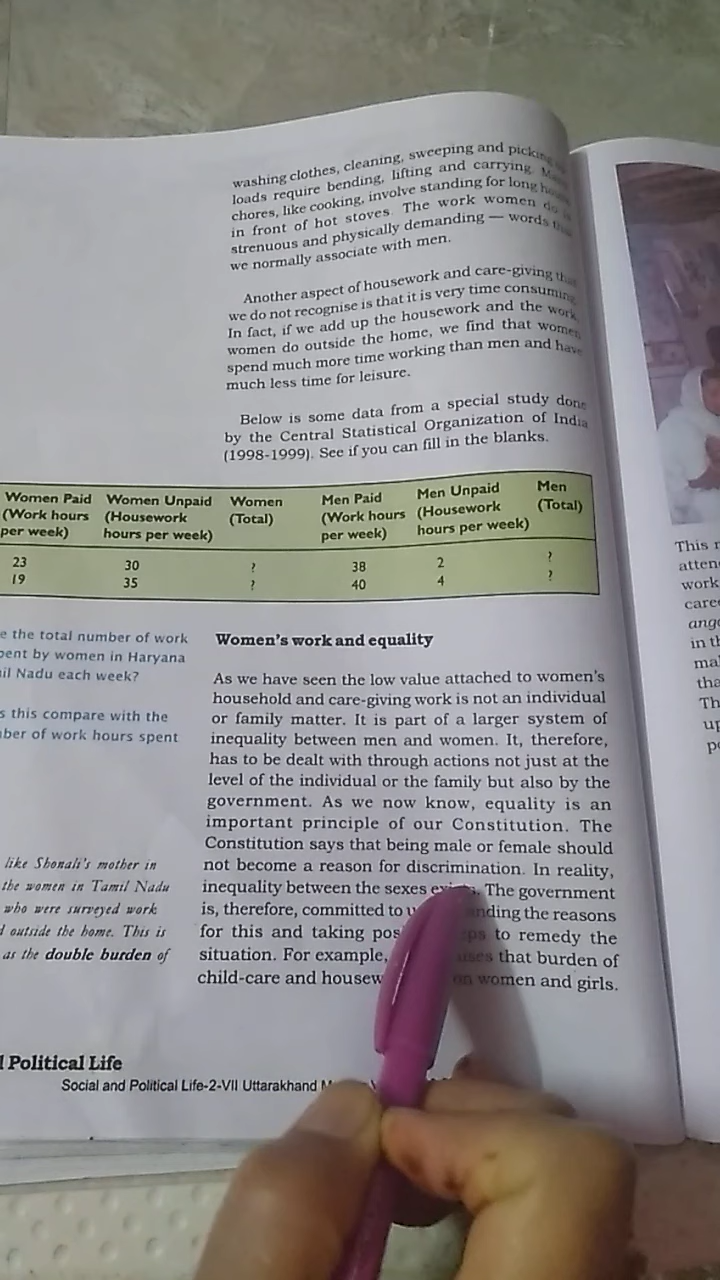 washing clothes, cleaning, sweeping and picking
loads require bending, lifting and carrying.
chores, like cooking, involve standing for long
in front of hot stoves. The work women do
strenuous and physically demanding — words
we normally associate with men.
Another aspect of housework and care-giving
we do not recognise is that it is very time consuming.
In fact, if we add up the housework and the work
women do outside the home, we find that women
spend much more time working than men and have
much less time for leisure.
Below is some data from a special study done
by the Central Statistical Organization of India
(1998-1999). See if you can fill in the blanks.
Women Paid Women Unpaid Women Men Paid Men Unpaid Men
(Work hours (Housework (Total) (Work hours (Housework (Total)
per week) hours per week) per week) hours per week)
23 30 ? 38 2 ?
19 35 ? 40 4 ?
the total number of work
by women in Haryana
Nadu each week?
this compare with the
of work hours spent
like Shonali's mother in
the women in Tamil Nadu
who were surveyed work
outside the home. This is
as the double burden of
Women's work and equality
As we have seen the low value attached to women's
household and care-giving work is not an individual
or family matter. It is part of a larger system of
inequality between men and women. It, therefore,
has to be dealt with through actions not just at the
level of the individual or the family but also by the
government. As we now know, equality is an
important principle of our Constitution. The
Constitution says that being male or female should
not become a reason for discrimination. In reality,
inequality between the sexes exists. The government
is, therefore, committed to the reasons
for this and taking to remedy the
situation. For example, that burden of
child-care and on women and girls.
Political Life
Social and Political Life-2-VII Uttarakhand
This
work
in